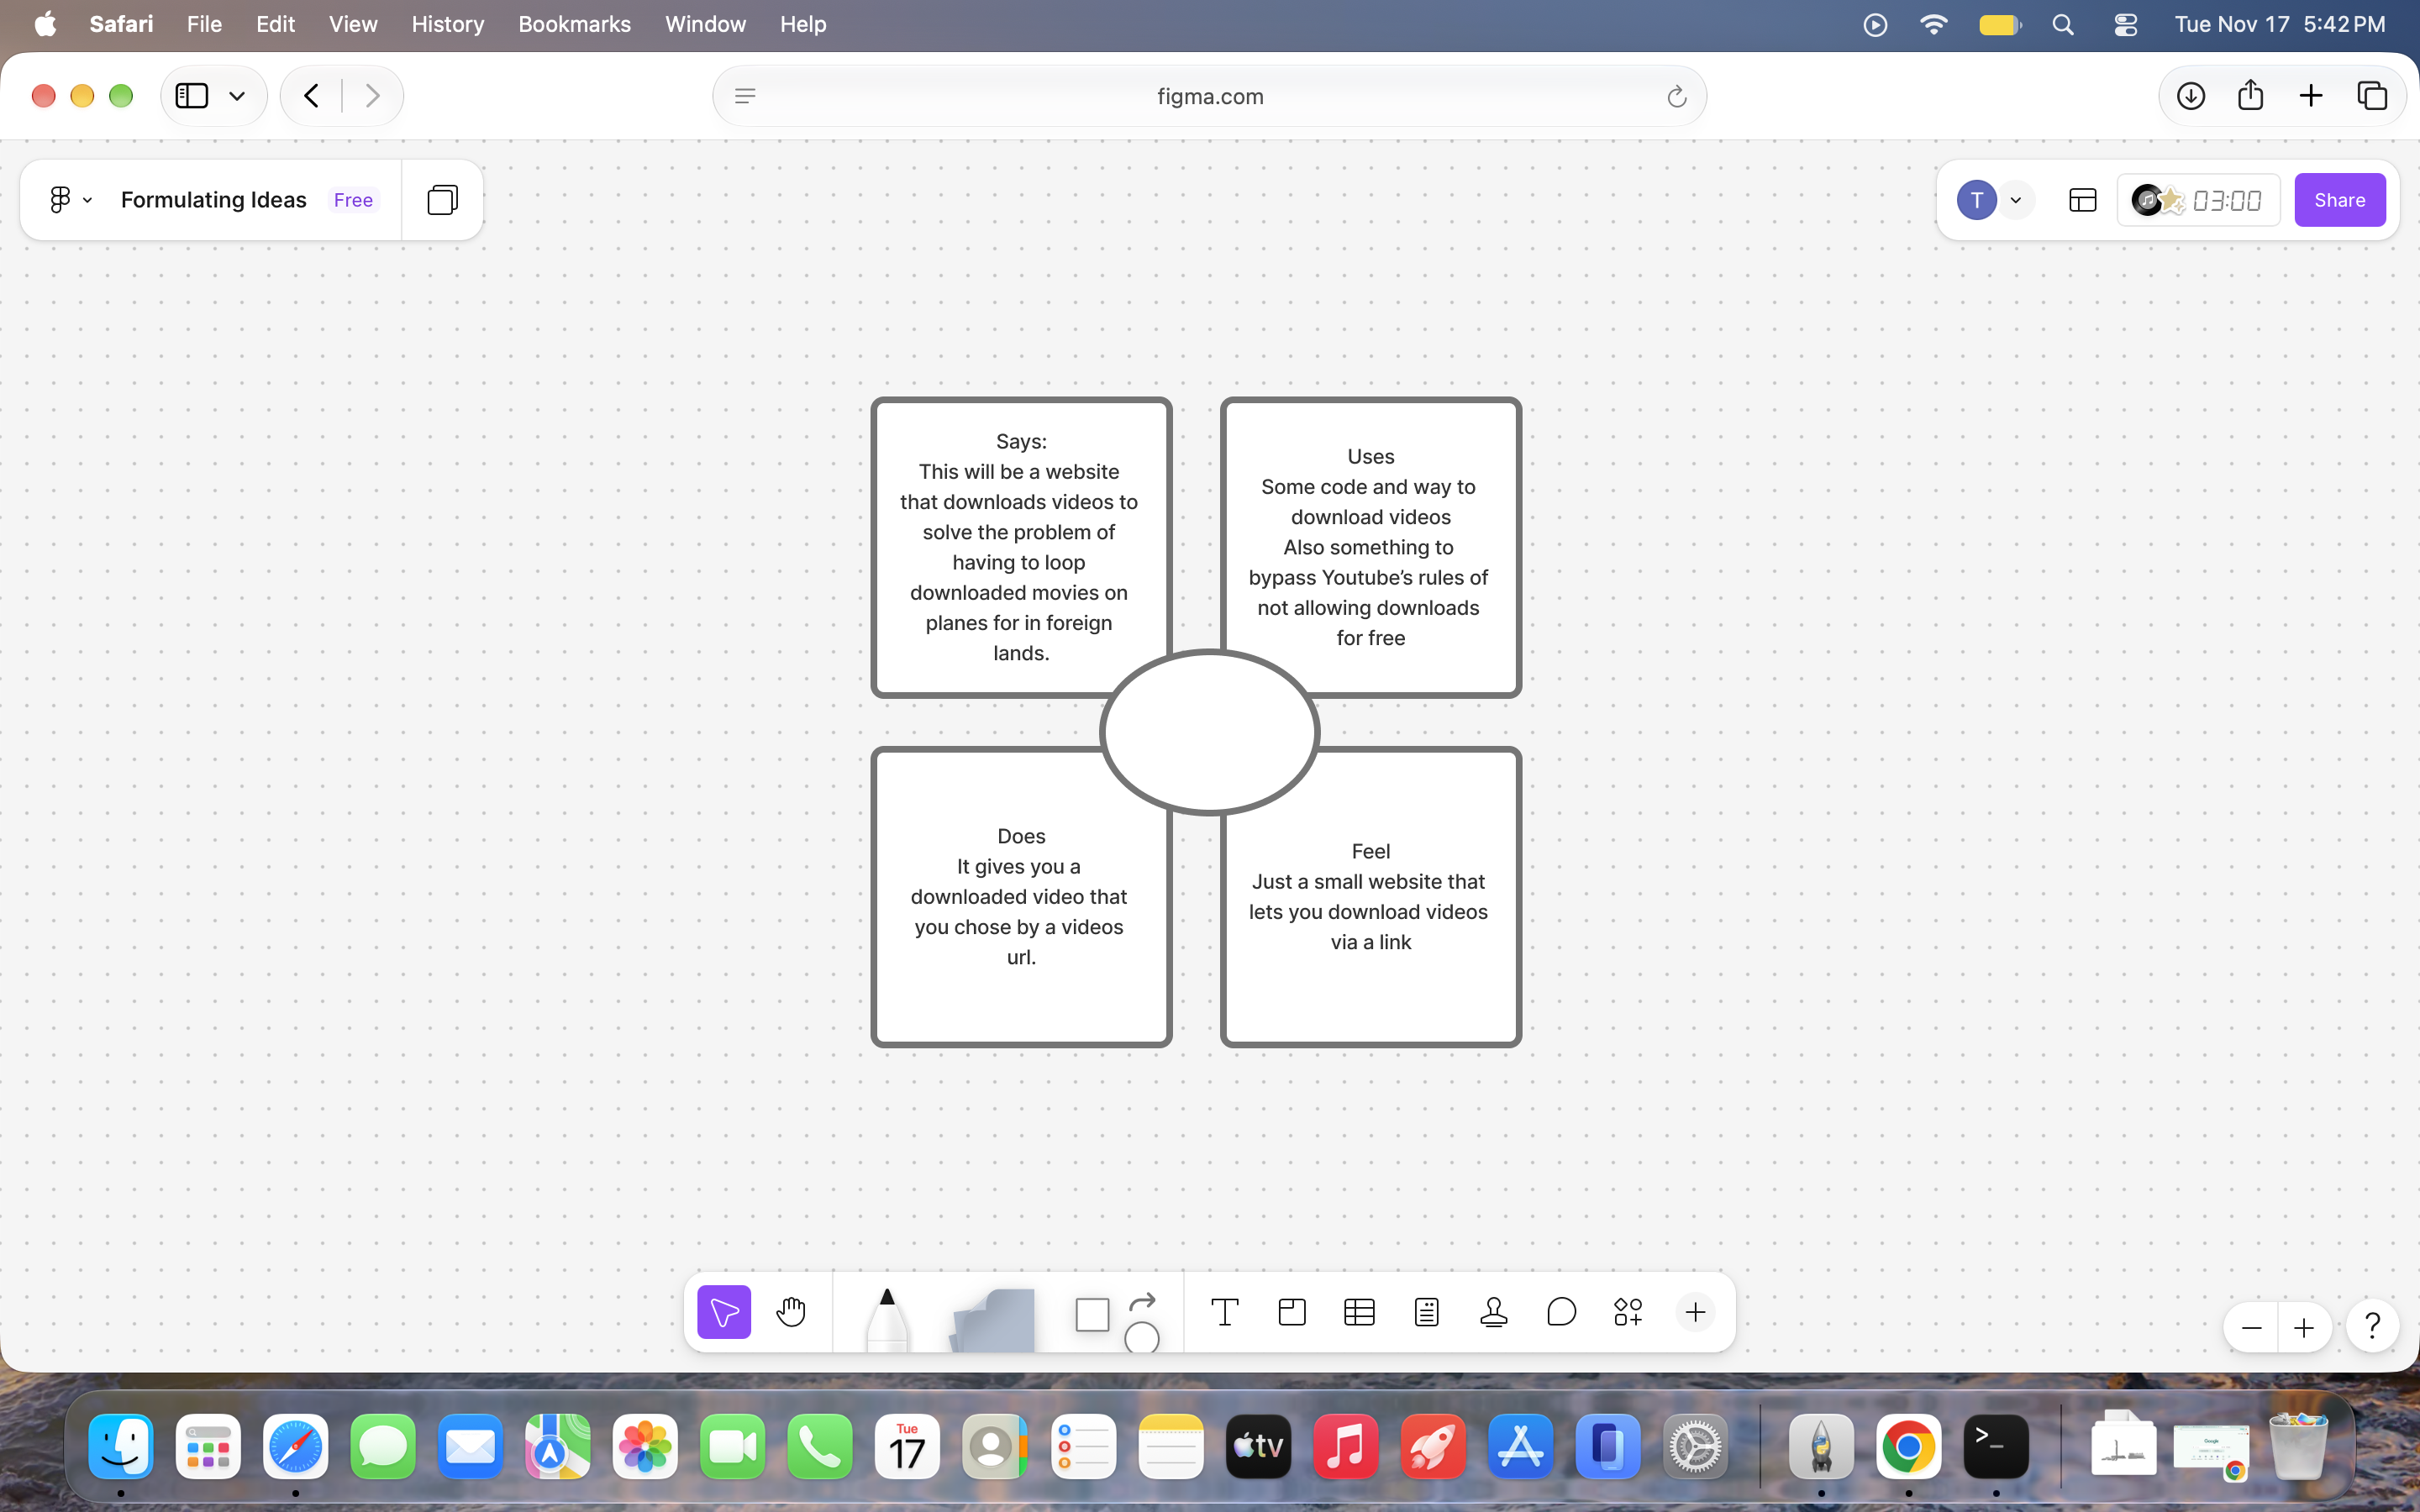 Safari File Edit View History Bookmarks Window Help
Tue Nov 17 5:42 PM
figma.com
Formulating Ideas Free
T
03:00
Share
Says:
This will be a website
that downloads videos to
solve the problem of
having to loop
downloaded movies on
planes for in foreign
lands.
Uses
Some code and way to
download videos
Also something to
bypass Youtube’s rules of
not allowing downloads
for free
Does
It gives you a
downloaded video that
you chose by a videos
url.
Feel
Just a small website that
lets you download videos
via a link
?
Tue
17
tv
>_